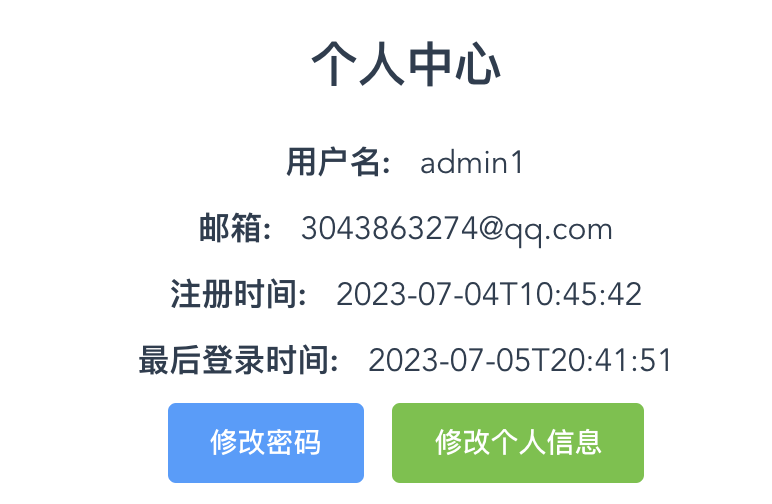 个人中心
用户名: admin1
邮箱: 3043863274@qq.com
注册时间: 2023-07-04T10:45:42
最后登录时间: 2023-07-05T20:41:51
修改密码 修改个人信息